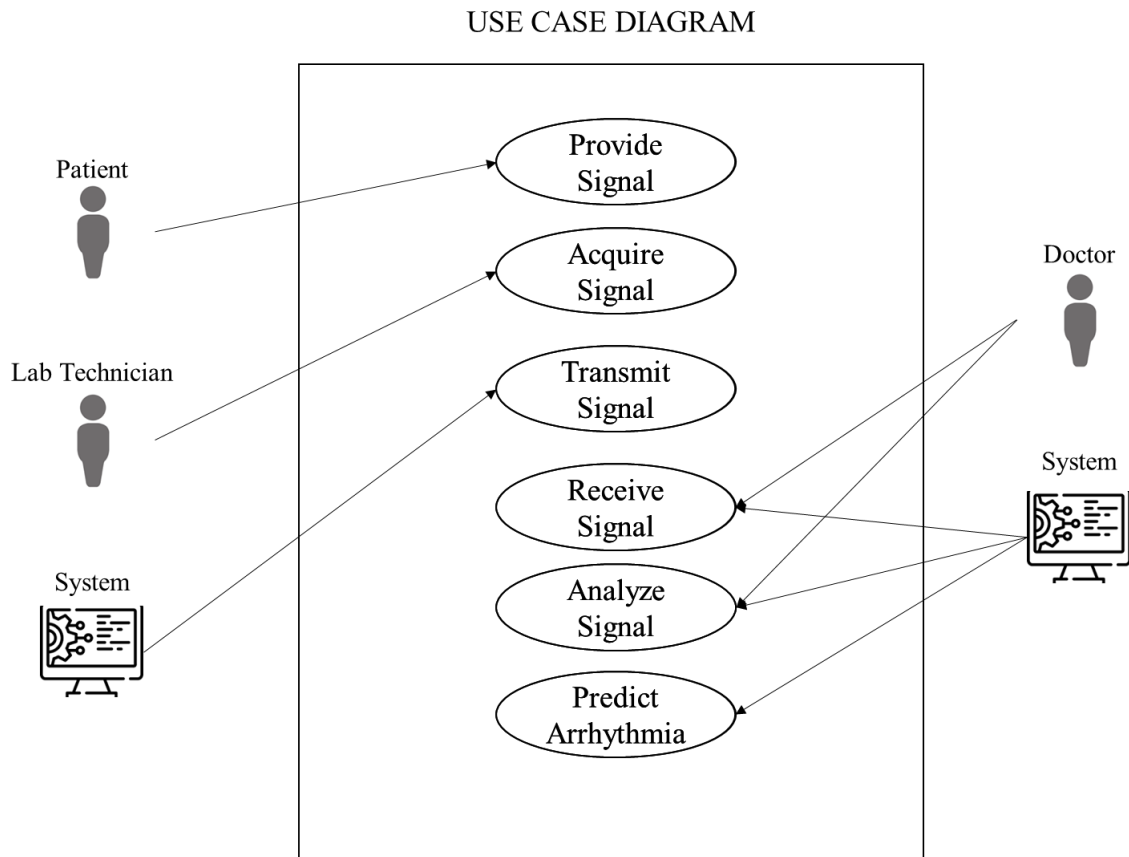 USE CASE DIAGRAM
Patient
Lab Technician
System
Provide
Signal
Acquire
Signal
Transmit
Signal
Receive
Signal
Analyze
Signal
Predict
Arrhythmia
Doctor
System